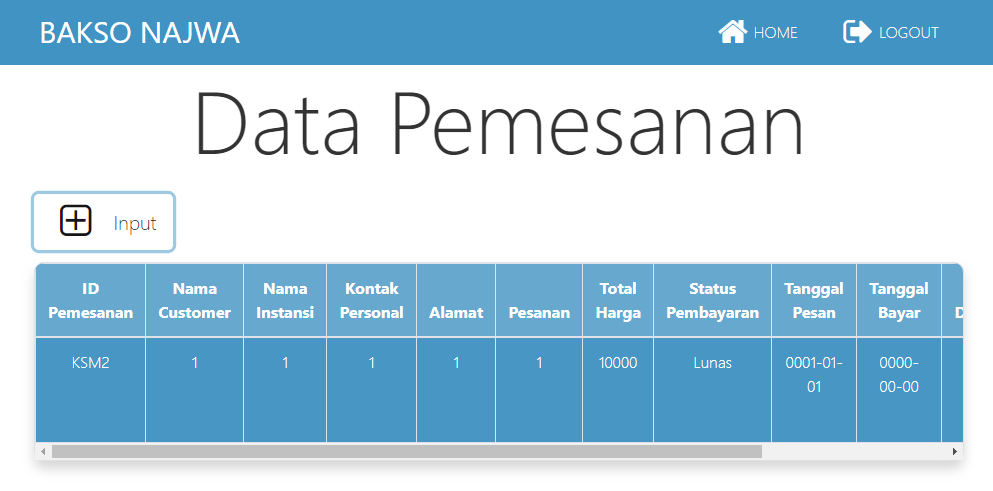 BAKSO NAJWA
HOME
LOGOUT
Data Pemesanan
Input
ID Pemesanan
Nama Customer
Nama Instansi
Kontak Personal
Alamat
Pesanan
Total Harga
Status Pembayaran
Tanggal Pesan
Tanggal Bayar
KSM2
1
1
1
1
1
10000
Lunas
0001-01-
01
0000-
00-00